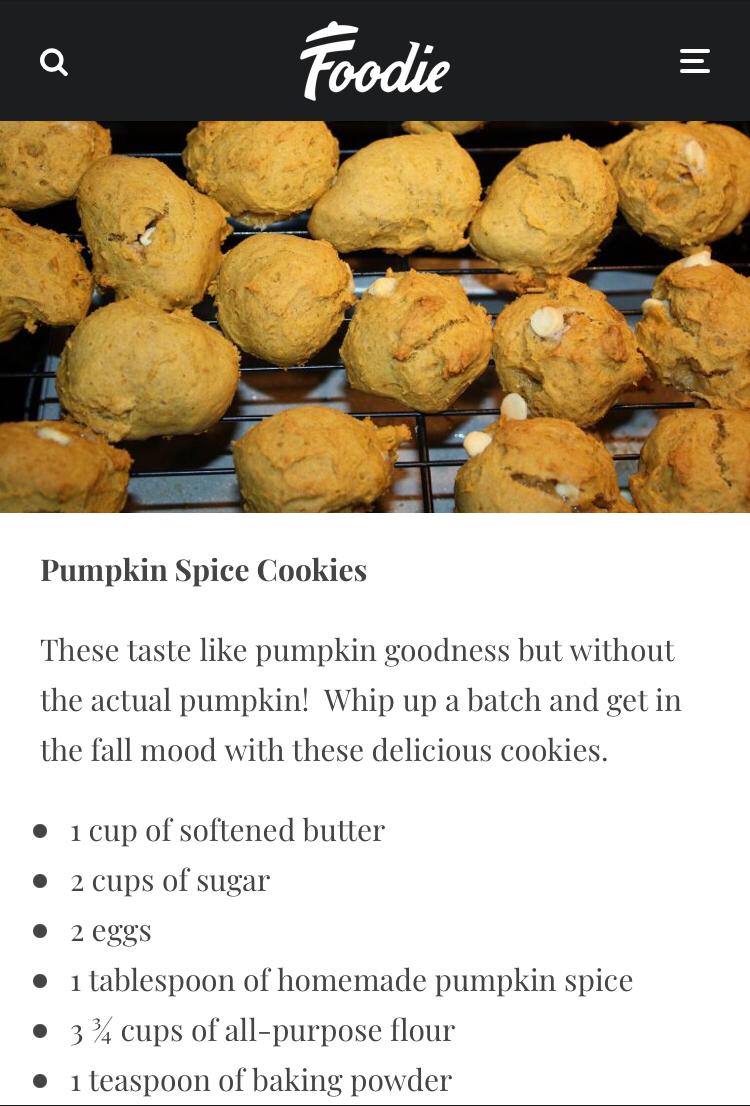 Foodie
Pumpkin Spice Cookies
These taste like pumpkin goodness but without
the actual pumpkin!  Whip up a batch and get in
the fall mood with these delicious cookies.
1 cup of softened butter
2 cups of sugar
2 eggs
1 tablespoon of homemade pumpkin spice
3 ¾ cups of all-purpose flour
1 teaspoon of baking powder